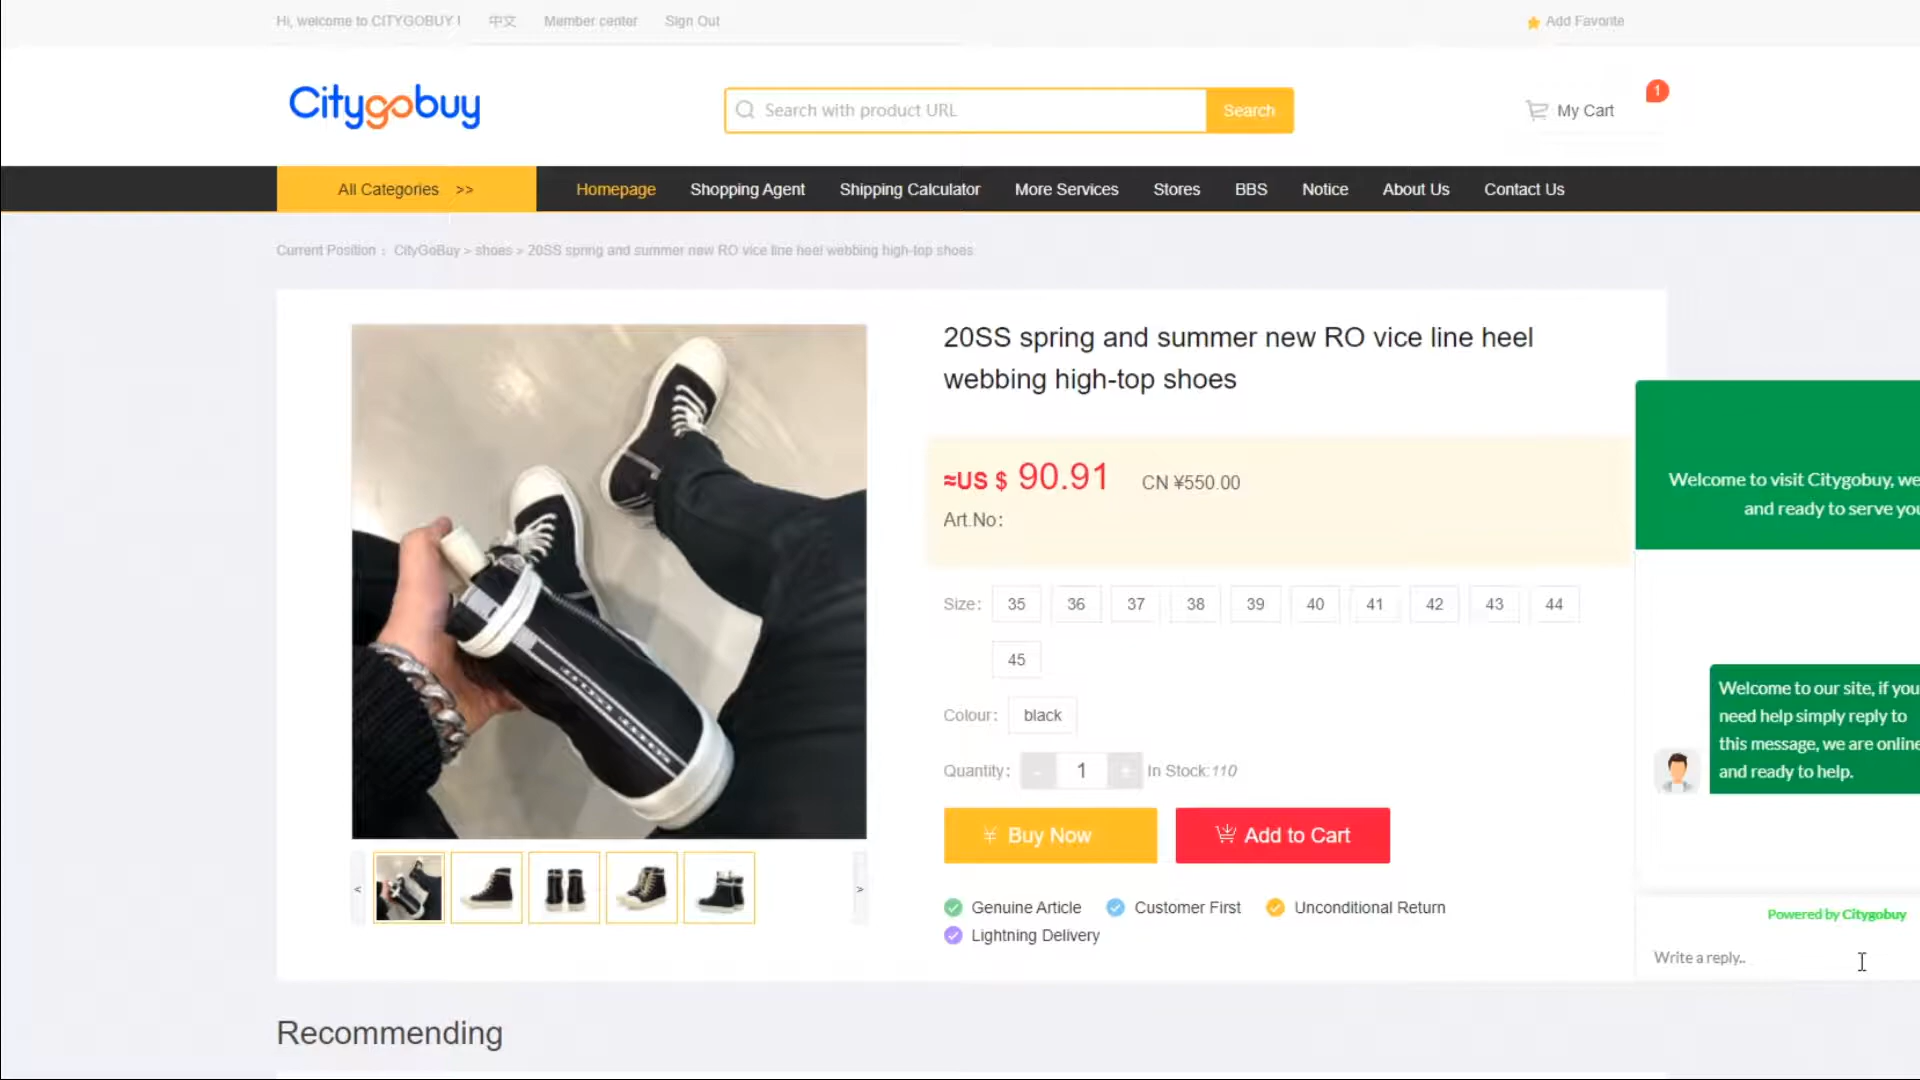 Hi, welcome to CITYGOBUY !
中文
Member center
Sign Out
Add Favorite
Citygobuy
Search with product URL
Search
My Cart
1
All Categories >>
Homepage
Shopping Agent
Shipping Calculator
More Services
Stores
BBS
Notice
About Us
Contact Us
Current Position : CityGoBuy > shoes > 20SS spring and summer new RO vice line heel webbing high-top shoes
20SS spring and summer new RO vice line heel
webbing high-top shoes
≈US $ 90.91 CN ¥550.00
Art.No:
Size: 35 36 37 38 39 40 41 42 43 44
45
Colour: black
Quantity: - 1 + In Stock:110
¥ Buy Now
Add to Cart
Genuine Article
Customer First
Unconditional Return
Lightning Delivery
< >
Recommending
Welcome to visit Citygobuy, we
and ready to serve you
Welcome to our site, if you
need help simply reply to
this message, we are online
and ready to help.
Powered by Citygobuy
Write a reply..